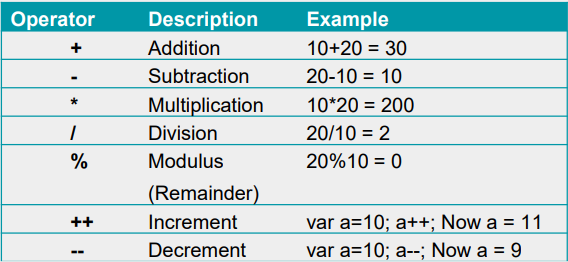 Operator Description Example
+ Addition 10+20 = 30
- Subtraction 20-10 = 10
* Multiplication 10*20 = 200
/ Division 20/10 = 2
% Modulus 20%10 = 0
(Remainder)
++ Increment var a=10; a++; Now a = 11
-- Decrement var a=10; a--; Now a = 9